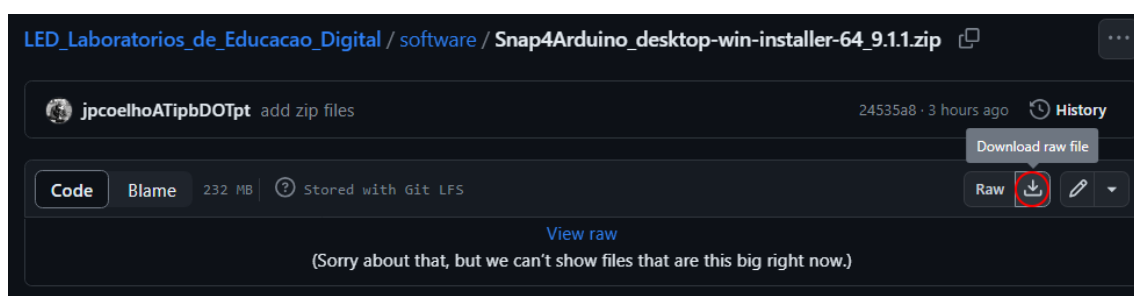 LED_Laboratorios_de_Educacao_Digital / software / Snap4Arduino_desktop-win-installer-64_9.1.1.zip
jpcoelhoATipbDOTpt add zip files 24535a8 · 3 hours ago History
Download raw file
Code Blame 232 MB Stored with Git LFS Raw
View raw
(Sorry about that, but we can’t show files that are this big right now.)